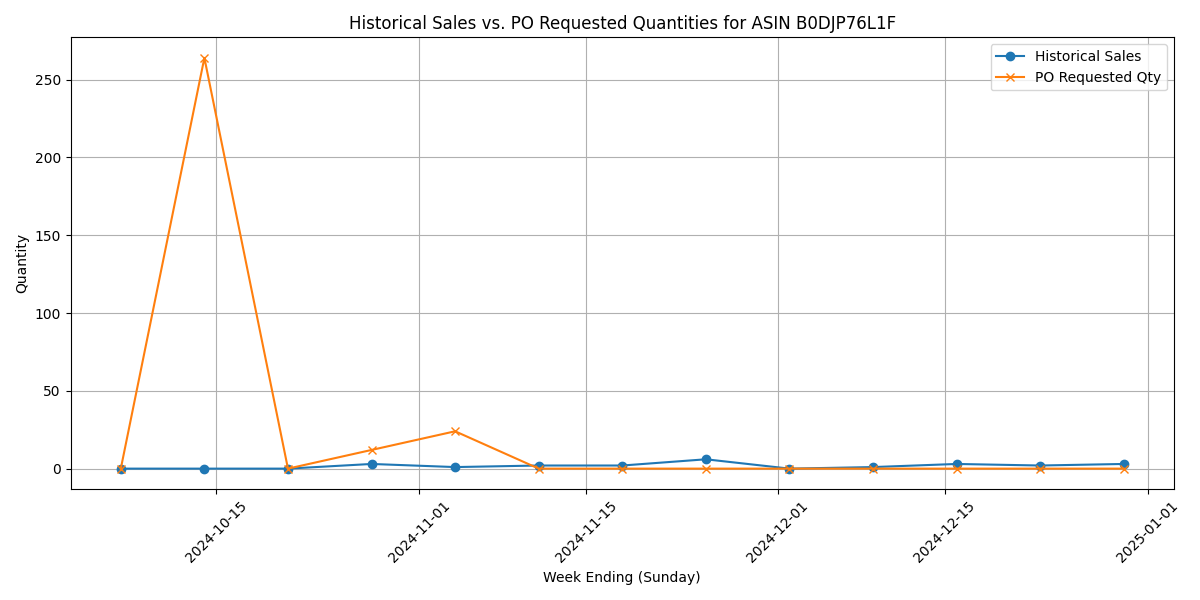 Historical Sales vs. PO Requested Quantities for ASIN B0DJP76L1F
Historical Sales
PO Requested Qty
Quantity
250
200
150
100
50
0
2024-10-15
2024-11-01
2024-11-15
2024-12-01
2024-12-15
2025-01-01
Week Ending (Sunday)